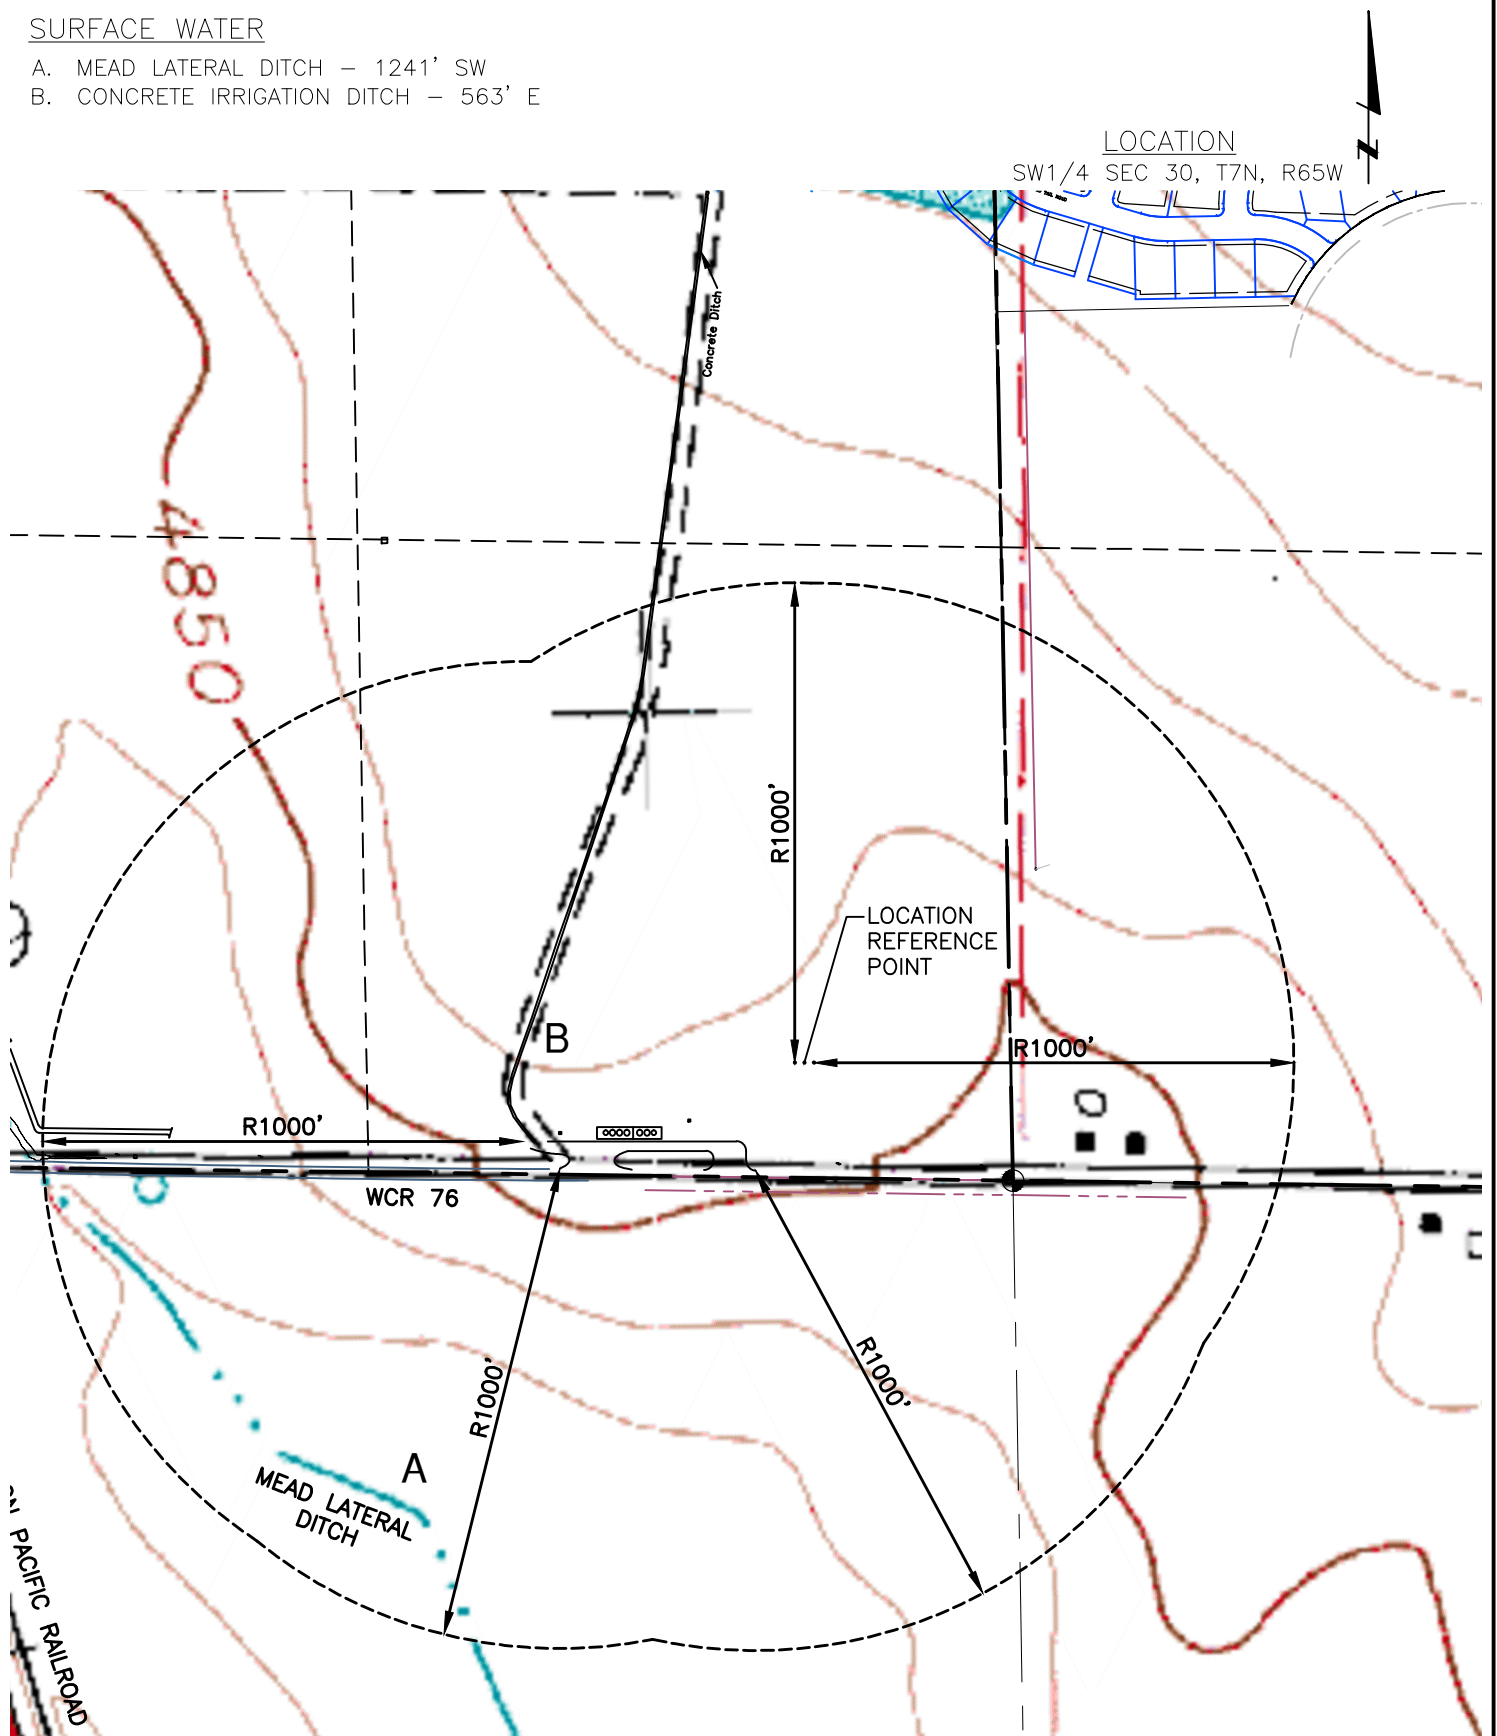 SURFACE WATER
A. MEAD LATERAL DITCH – 1241' SW
B. CONCRETE IRRIGATION DITCH – 563' E
N
LOCATION
SW1/4 SEC 30, T7N, R65W
Concrete Ditch
4850
R1000'
LOCATION
REFERENCE
POINT
B
R1000'
R1000'
WCR 76
R1000'
R1000'
A
MEAD LATERAL
DITCH
ON PACIFIC RAILROAD